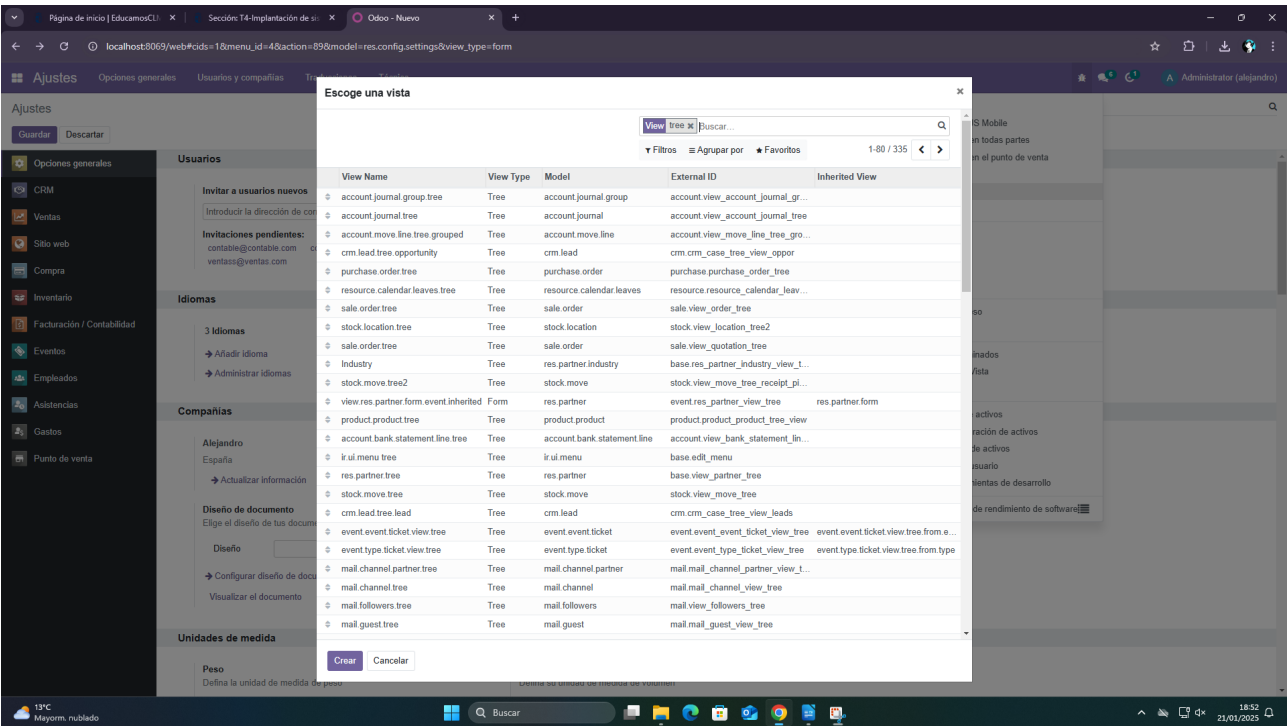 Página de inicio | EducamosCLM
Sección: T4-Implantación de sis
Odoo - Nuevo
localhost:8069/web#cids=1&menu_id=4&action=89&model=res.config.settings&view_type=form
Ajustes Opciones generales Usuarios y compañías Traducciones Técnico 6 1 A Administrator (alejandro)
Ajustes
Guardar Descartar
Opciones generales
CRM
Ventas
Sitio web
Compra
Inventario
Facturación / Contabilidad
Eventos
Empleados
Asistencias
Gastos
Punto de venta
Usuarios
Invitar a usuarios nuevos
Introducir la dirección de cor
Invitaciones pendientes:
contable@contable.com
ventass@ventas.com
Idiomas
3 Idiomas
Añadir idioma
Administrar idiomas
Compañías
Alejandro
España
Actualizar información
Diseño de documento
Elige el diseño de tus docume
Diseño
Configurar diseño de docu
Visualizar el documento
Unidades de medida
Peso
Defina la unidad de medida de peso
Defina su unidad de medida de volumen
Escoge una vista
View tree Buscar...
Filtros Agrupar por Favoritos 1-80 / 335
View Name View Type Model External ID Inherited View
account.journal.group.tree Tree account.journal.group account.view_account_journal_gr...
account.journal.tree Tree account.journal account.view_account_journal_tree
account.move.line.tree.grouped Tree account.move.line account.view_move_line_tree_gro...
crm.lead.tree.opportunity Tree crm.lead crm.crm_case_tree_view_oppor
purchase.order.tree Tree purchase.order purchase.purchase_order_tree
resource.calendar.leaves.tree Tree resource.calendar.leaves resource.resource_calendar_leav...
sale.order.tree Tree sale.order sale.view_order_tree
stock.location.tree Tree stock.location stock.view_location_tree2
sale.order.tree Tree sale.order sale.view_quotation_tree
Industry Tree res.partner.industry base.res_partner_industry_view_t...
stock.move.tree2 Tree stock.move stock.view_move_tree_receipt_pi...
view.res.partner.form.event.inherited Form res.partner event.res_partner_view_tree res.partner.form
product.product.tree Tree product.product product.product_product_tree_view
account.bank.statement.line.tree Tree account.bank.statement.line account.view_bank_statement_lin...
ir.ui.menu tree Tree ir.ui.menu base.edit_menu
res.partner.tree Tree res.partner base.view_partner_tree
stock.move.tree Tree stock.move stock.view_move_tree
crm.lead.tree.lead Tree crm.lead crm.crm_case_tree_view_leads
event.event.ticket.view.tree Tree event.event.ticket event.event_event_ticket_view_tree event.event.ticket.view.tree.from.e...
event.type.ticket.view.tree Tree event.type.ticket event.event_type_ticket_view_tree event.type.ticket.view.tree.from.type
mail.channel.partner.tree Tree mail.channel.partner mail.mail_channel_partner_view_t...
mail.channel.tree Tree mail.channel mail.mail_channel_view_tree
mail.followers.tree Tree mail.followers mail.view_followers_tree
mail.guest.tree Tree mail.guest mail.mail_guest_view_tree
Crear Cancelar
S Mobile
en todas partes
en el punto de venta
so
inados
Vista
activos
ración de activos
de activos
usuario
ientas de desarrollo
de rendimiento de software
13°C
Mayorm. nublado
Buscar
18:52
21/01/2025